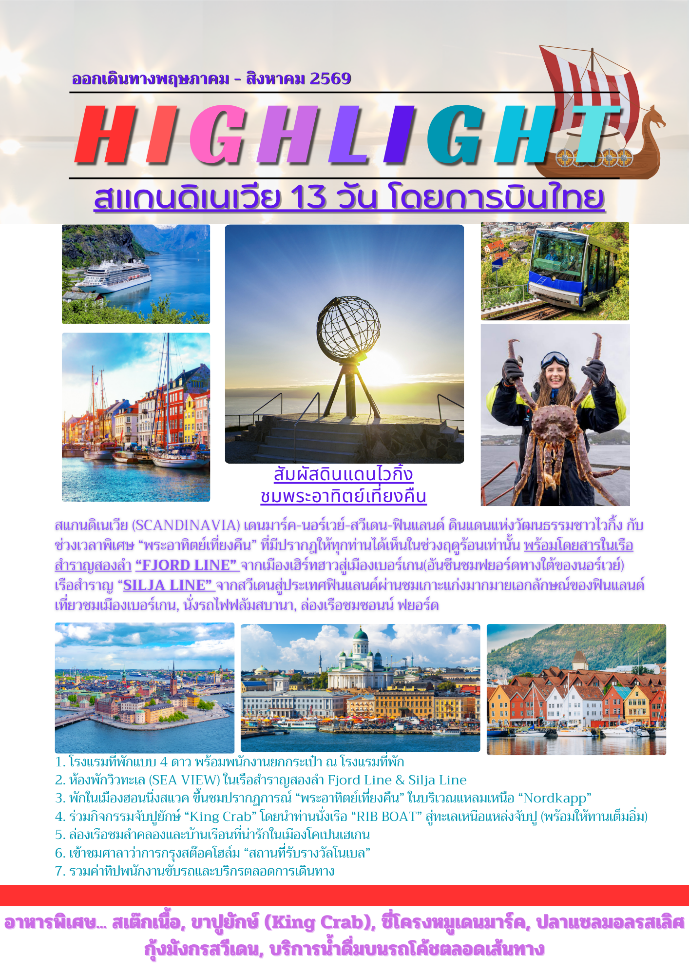 ออกเดินทางพฤษภาคม - สิงหาคม 2569
HIGHLIGHT
สแกนดิเนเวีย 13 วัน โดยการบินไทย
สัมผัสดินแดนไวกิ้ง
ชมพระอาทิตย์เที่ยงคืน
สแกนดิเนเวีย (SCANDINAVIA) เดนมาร์ค-นอร์เวย์-สวีเดน-ฟินแลนด์ ดินแดนแห่งวัฒนธรรมชาวไวกิ้ง กับ
ช่วงเวลาพิเศษ “พระอาทิตย์เที่ยงคืน” ที่มีปรากฏให้ทุกท่านได้เห็นในช่วงฤดูร้อนเท่านั้น พร้อมโดยสารในเรือ
สำราญสองลำ “FJORD LINE” จากเมืองเฮิร์ทฮาวสู่เมืองเบอร์เกน(อันซีนชมฟยอร์ดทางใต้ของนอร์เวย์)
เรือสำราญ “SILJA LINE” จากสวีเดนสู่ประเทศฟินแลนด์ผ่านชมเกาะแก่งมากมายเอกลักษณ์ของฟินแลนด์
เที่ยวชมเมืองเบอร์เกน, นั่งรถไฟฟลัมสบานา, ล่องเรือชมซอนน์ ฟยอร์ด
1. โรงแรมที่พักแบบ 4 ดาว พร้อมพนักงานยกกระเป๋า ณ โรงแรมที่พัก
2. ห้องพักวิวทะเล (SEA VIEW) ในเรือสำราญสองลำ Fjord Line & Silja Line
3. พักในเมืองฮอนนิ่งสแวค ขึ้นชมปรากฏการณ์ “พระอาทิตย์เที่ยงคืน” ในบริเวณแหลมเหนือ “Nordkapp”
4. ร่วมกิจกรรมจับปูยักษ์ “King Crab” โดยนำท่านนั่งเรือ “RIB BOAT” สู่ทะเลเหนือแหล่งจับปู (พร้อมให้ทานเต็มอิ่ม)
5. ล่องเรือชมลำคลองและบ้านเรือนที่น่ารักในเมืองโคเปนเฮเกน
6. เข้าชมศาลาว่าการกรุงสต๊อคโฮล์ม “สถานที่รับรางวัลโนเบล”
7. รวมค่าทิปพนักงานขับรถและบริกรตลอดการเดินทาง
อาหารพิเศษ... สเต๊กเนื้อ, ขาปูยักษ์ (King Crab), ซี่โครงหมูเดนมาร์ค, ปลาแซลมอลรสเลิศ
กุ้งมังกรสวีเดน, บริการน้ำดื่มบนรถโค้ชตลอดเส้นทาง